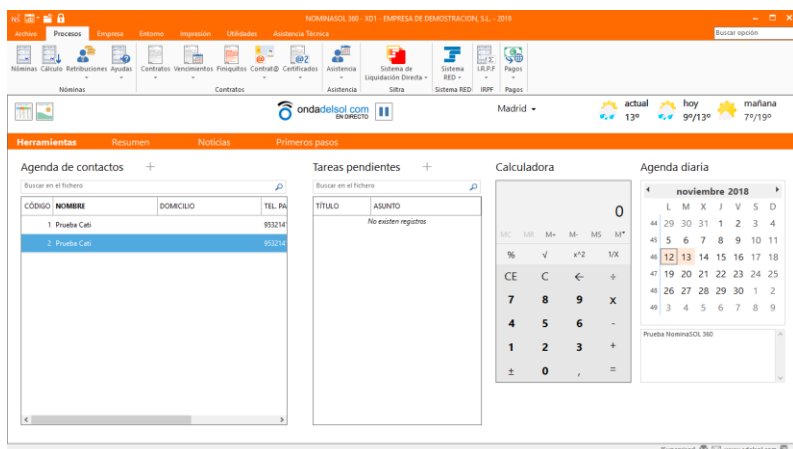 NOMINASOL 360 - XD1 - EMPRESA DE DEMOSTRACION, S.L. - 2019
Archivo Procesos Empresa Entorno Impresión Utilidades Asistencia Técnica Buscar opción
Nóminas Cálculo Retribuciones Ayudas Contratos Vencimientos Finiquitos Contrat@ Certificados Asistencia Sistema de Liquidación Directa Sistema RED I.R.P.F Pagos
Nóminas Contratos Asistencia Siltra Sistema RED IRPF Pagos
ondadelsol com
EN DIRECTO
Madrid
actual
13º
hoy
9º/13º
mañana
7º/19º
Herramientas Resumen Noticias Primeros pasos
Agenda de contactos +
Buscar en el fichero
CÓDIGO NOMBRE DOMICILIO TEL. PA
1 Prueba Cati 953214
2 Prueba Cati 953214
Tareas pendientes +
Buscar en el fichero
TÍTULO ASUNTO
No existen registros
Calculadora
0
MC MR M+ M- MS M
% √ x^2 1/X
CE C ← ÷
7 8 9 x
4 5 6 -
1 2 3 +
± 0 , =
Agenda diaria
noviembre 2018
L M X J V S D
44 29 30 31 1 2 3 4
45 5 6 7 8 9 10 11
46 12 13 14 15 16 17 18
47 19 20 21 22 23 24 25
48 26 27 28 29 30 1 2
49 3 4 5 6 7 8 9
Prueba NominaSOL 360